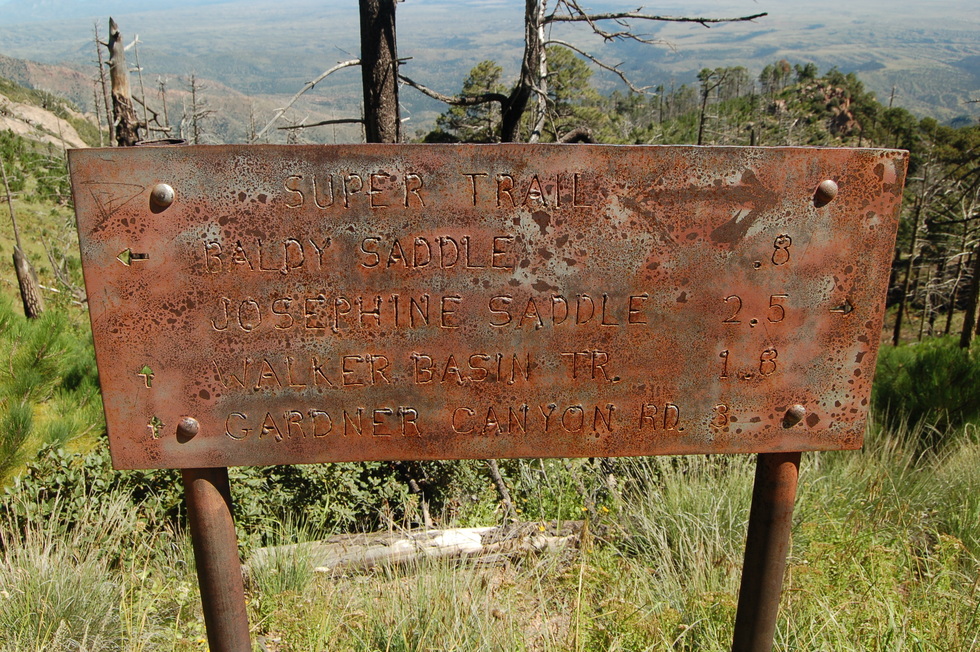 SUPER TRAIL
← BALDY SADDLE .8
JOSEPHINE SADDLE 2.5 →
↑ WALKER BASIN TR. 1.8
↑ GARDNER CANYON RD. 3